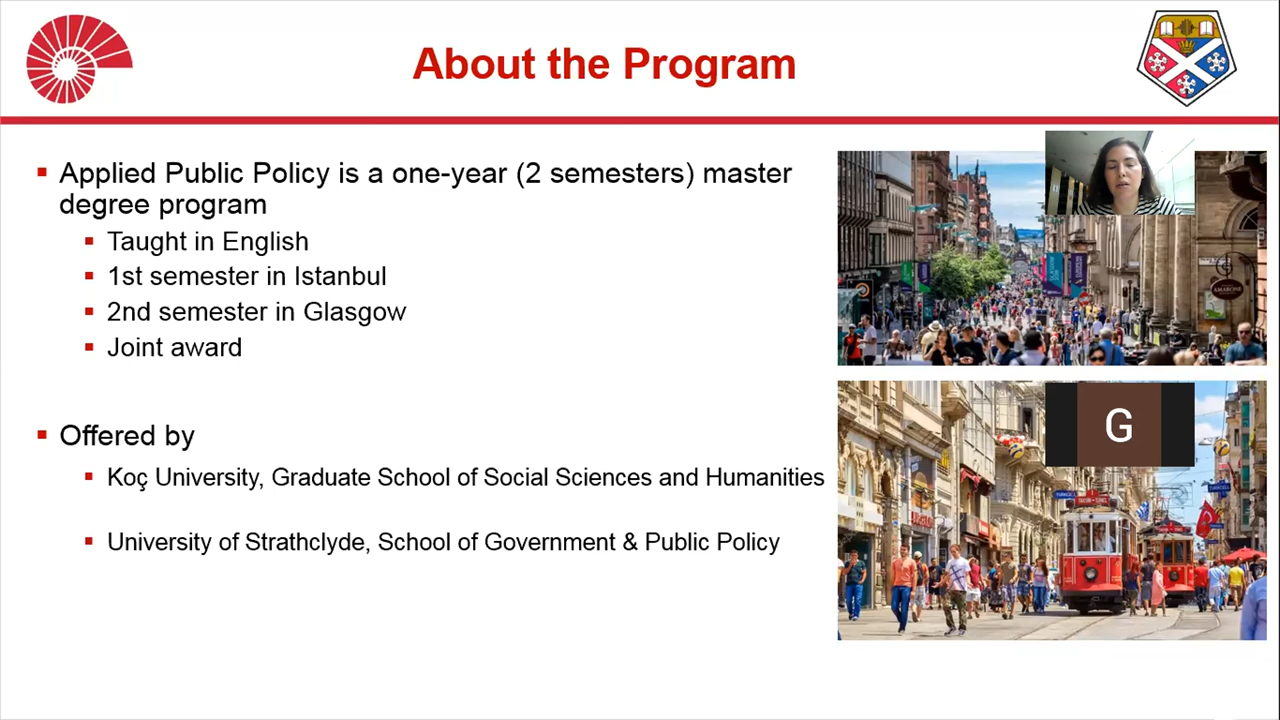 About the Program
Applied Public Policy is a one-year (2 semesters) master
degree program
Taught in English
1st semester in Istanbul
2nd semester in Glasgow
Joint award
Offered by
Koç University, Graduate School of Social Sciences and Humanities
University of Strathclyde, School of Government & Public Policy
AMARONE
G